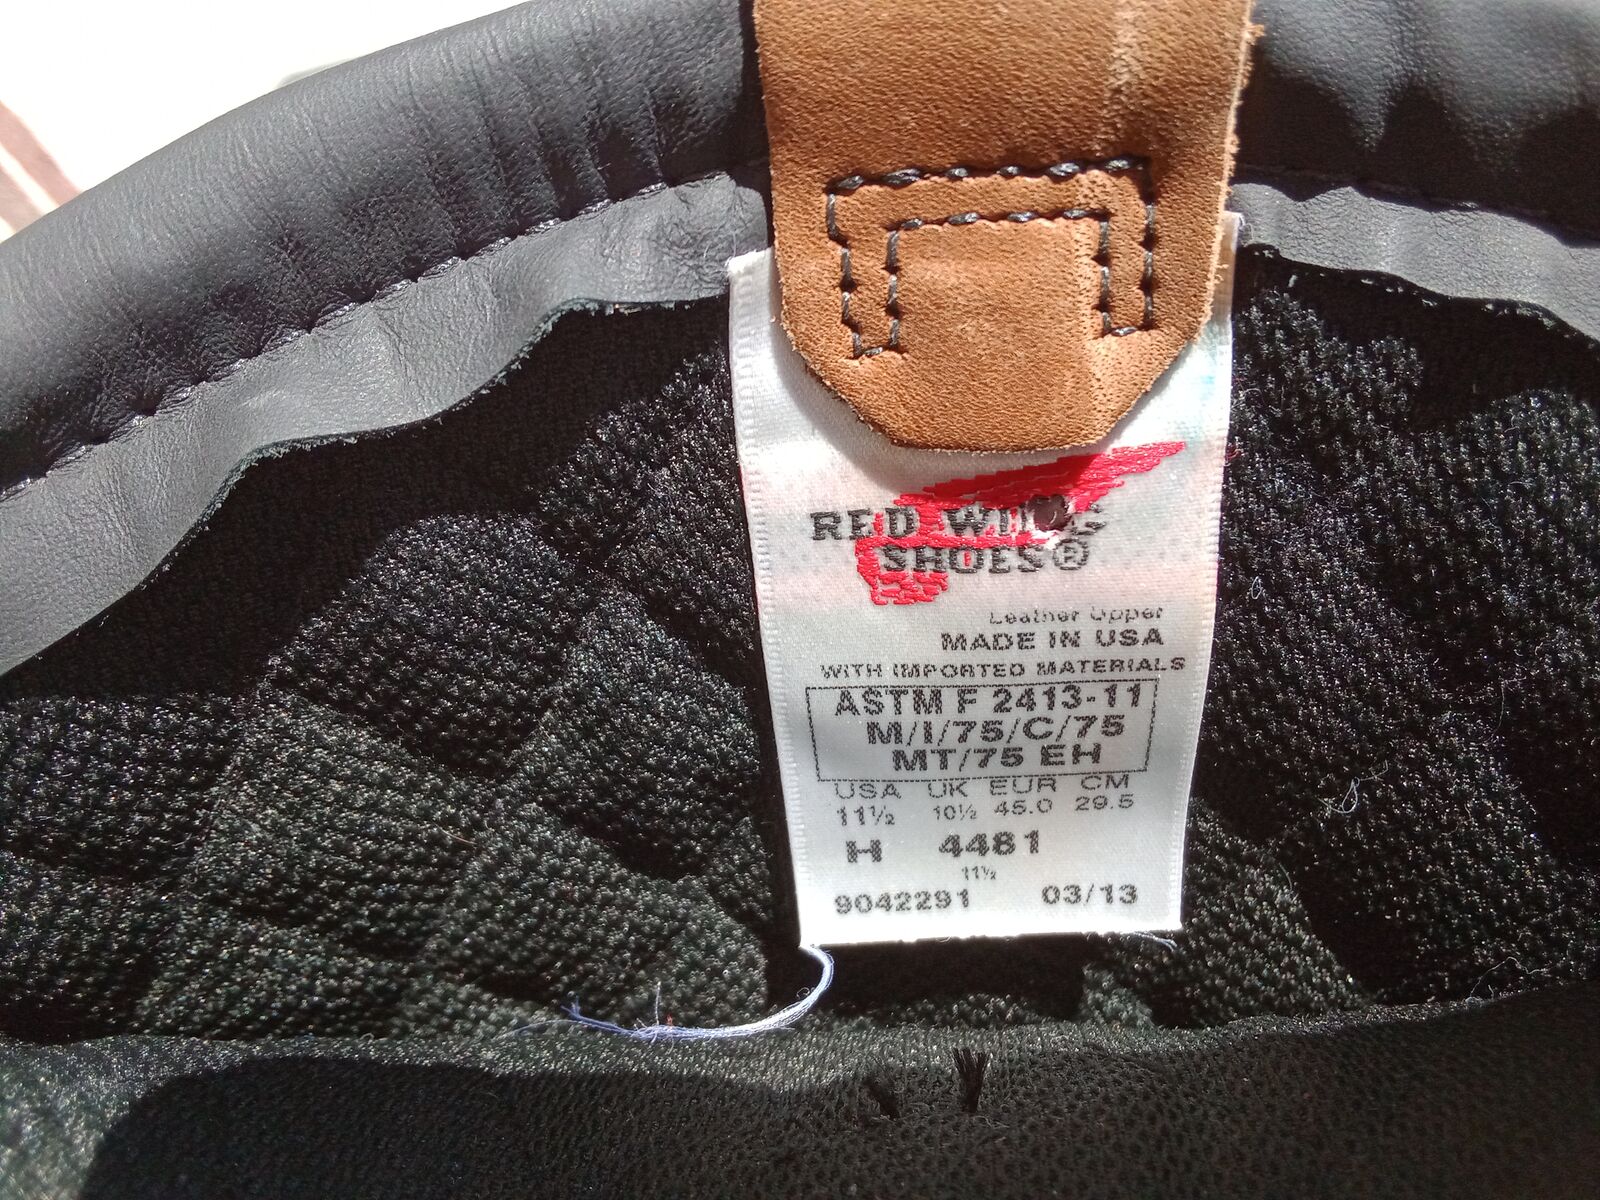 RED WINGS
SHOES®
Leather Upper
MADE IN USA
WITH IMPORTED MATERIALS
ASTM F 2413-11
M/I/75/C/75
MT/75 EH
USA UK EUR CM
11½ 10½ 45.0 29.5
H 4481
11½
9042291 03/13